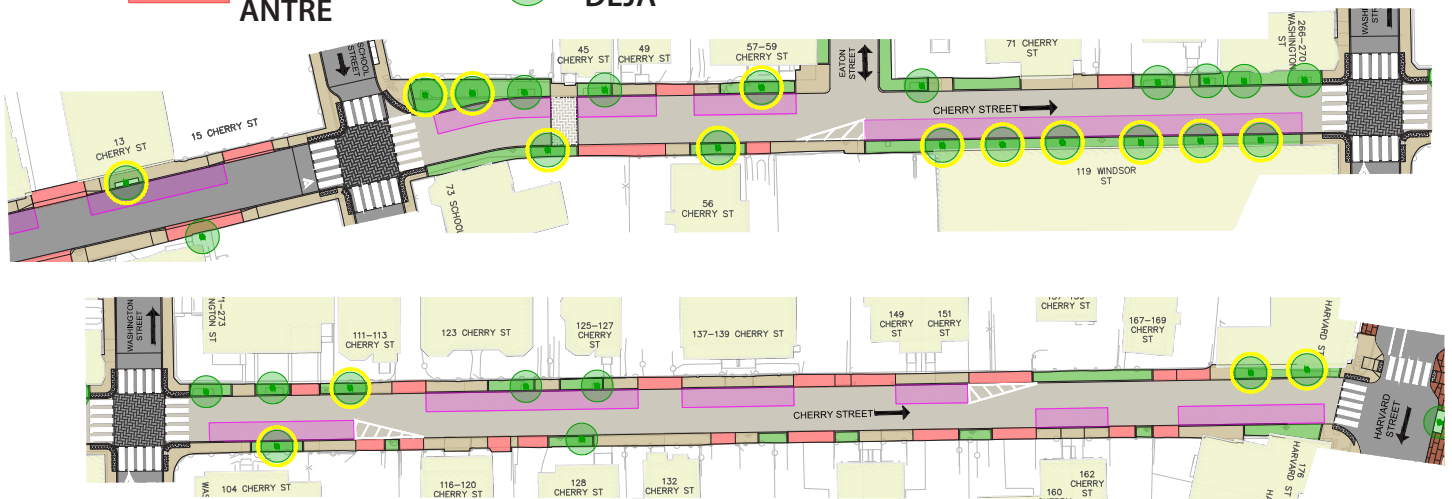 ANTRE
DEJA
SCHOOL
STREET
45
CHERRY ST
49
CHERRY ST
57-59
CHERRY ST
EATON
STREET
71 CHERRY
ST
266-270
WASHINGTON
ST
13
CHERRY ST
15 CHERRY ST
CHERRY STREET
73 SCHOOL
56
CHERRY ST
119 WINDSOR
ST
WASHINGTON
STREET
111-113
CHERRY ST
123 CHERRY ST
125-127
CHERRY
ST
137-139 CHERRY ST
149
CHERRY
ST
151
CHERRY
ST
CHERRY ST
167-169
CHERRY
ST
HARVARD ST
CHERRY STREET
HARVARD
STREET
104 CHERRY ST
116-120
CHERRY ST
128
CHERRY ST
132
CHERRY ST
160
162
CHERRY
ST
176
HARVARD ST